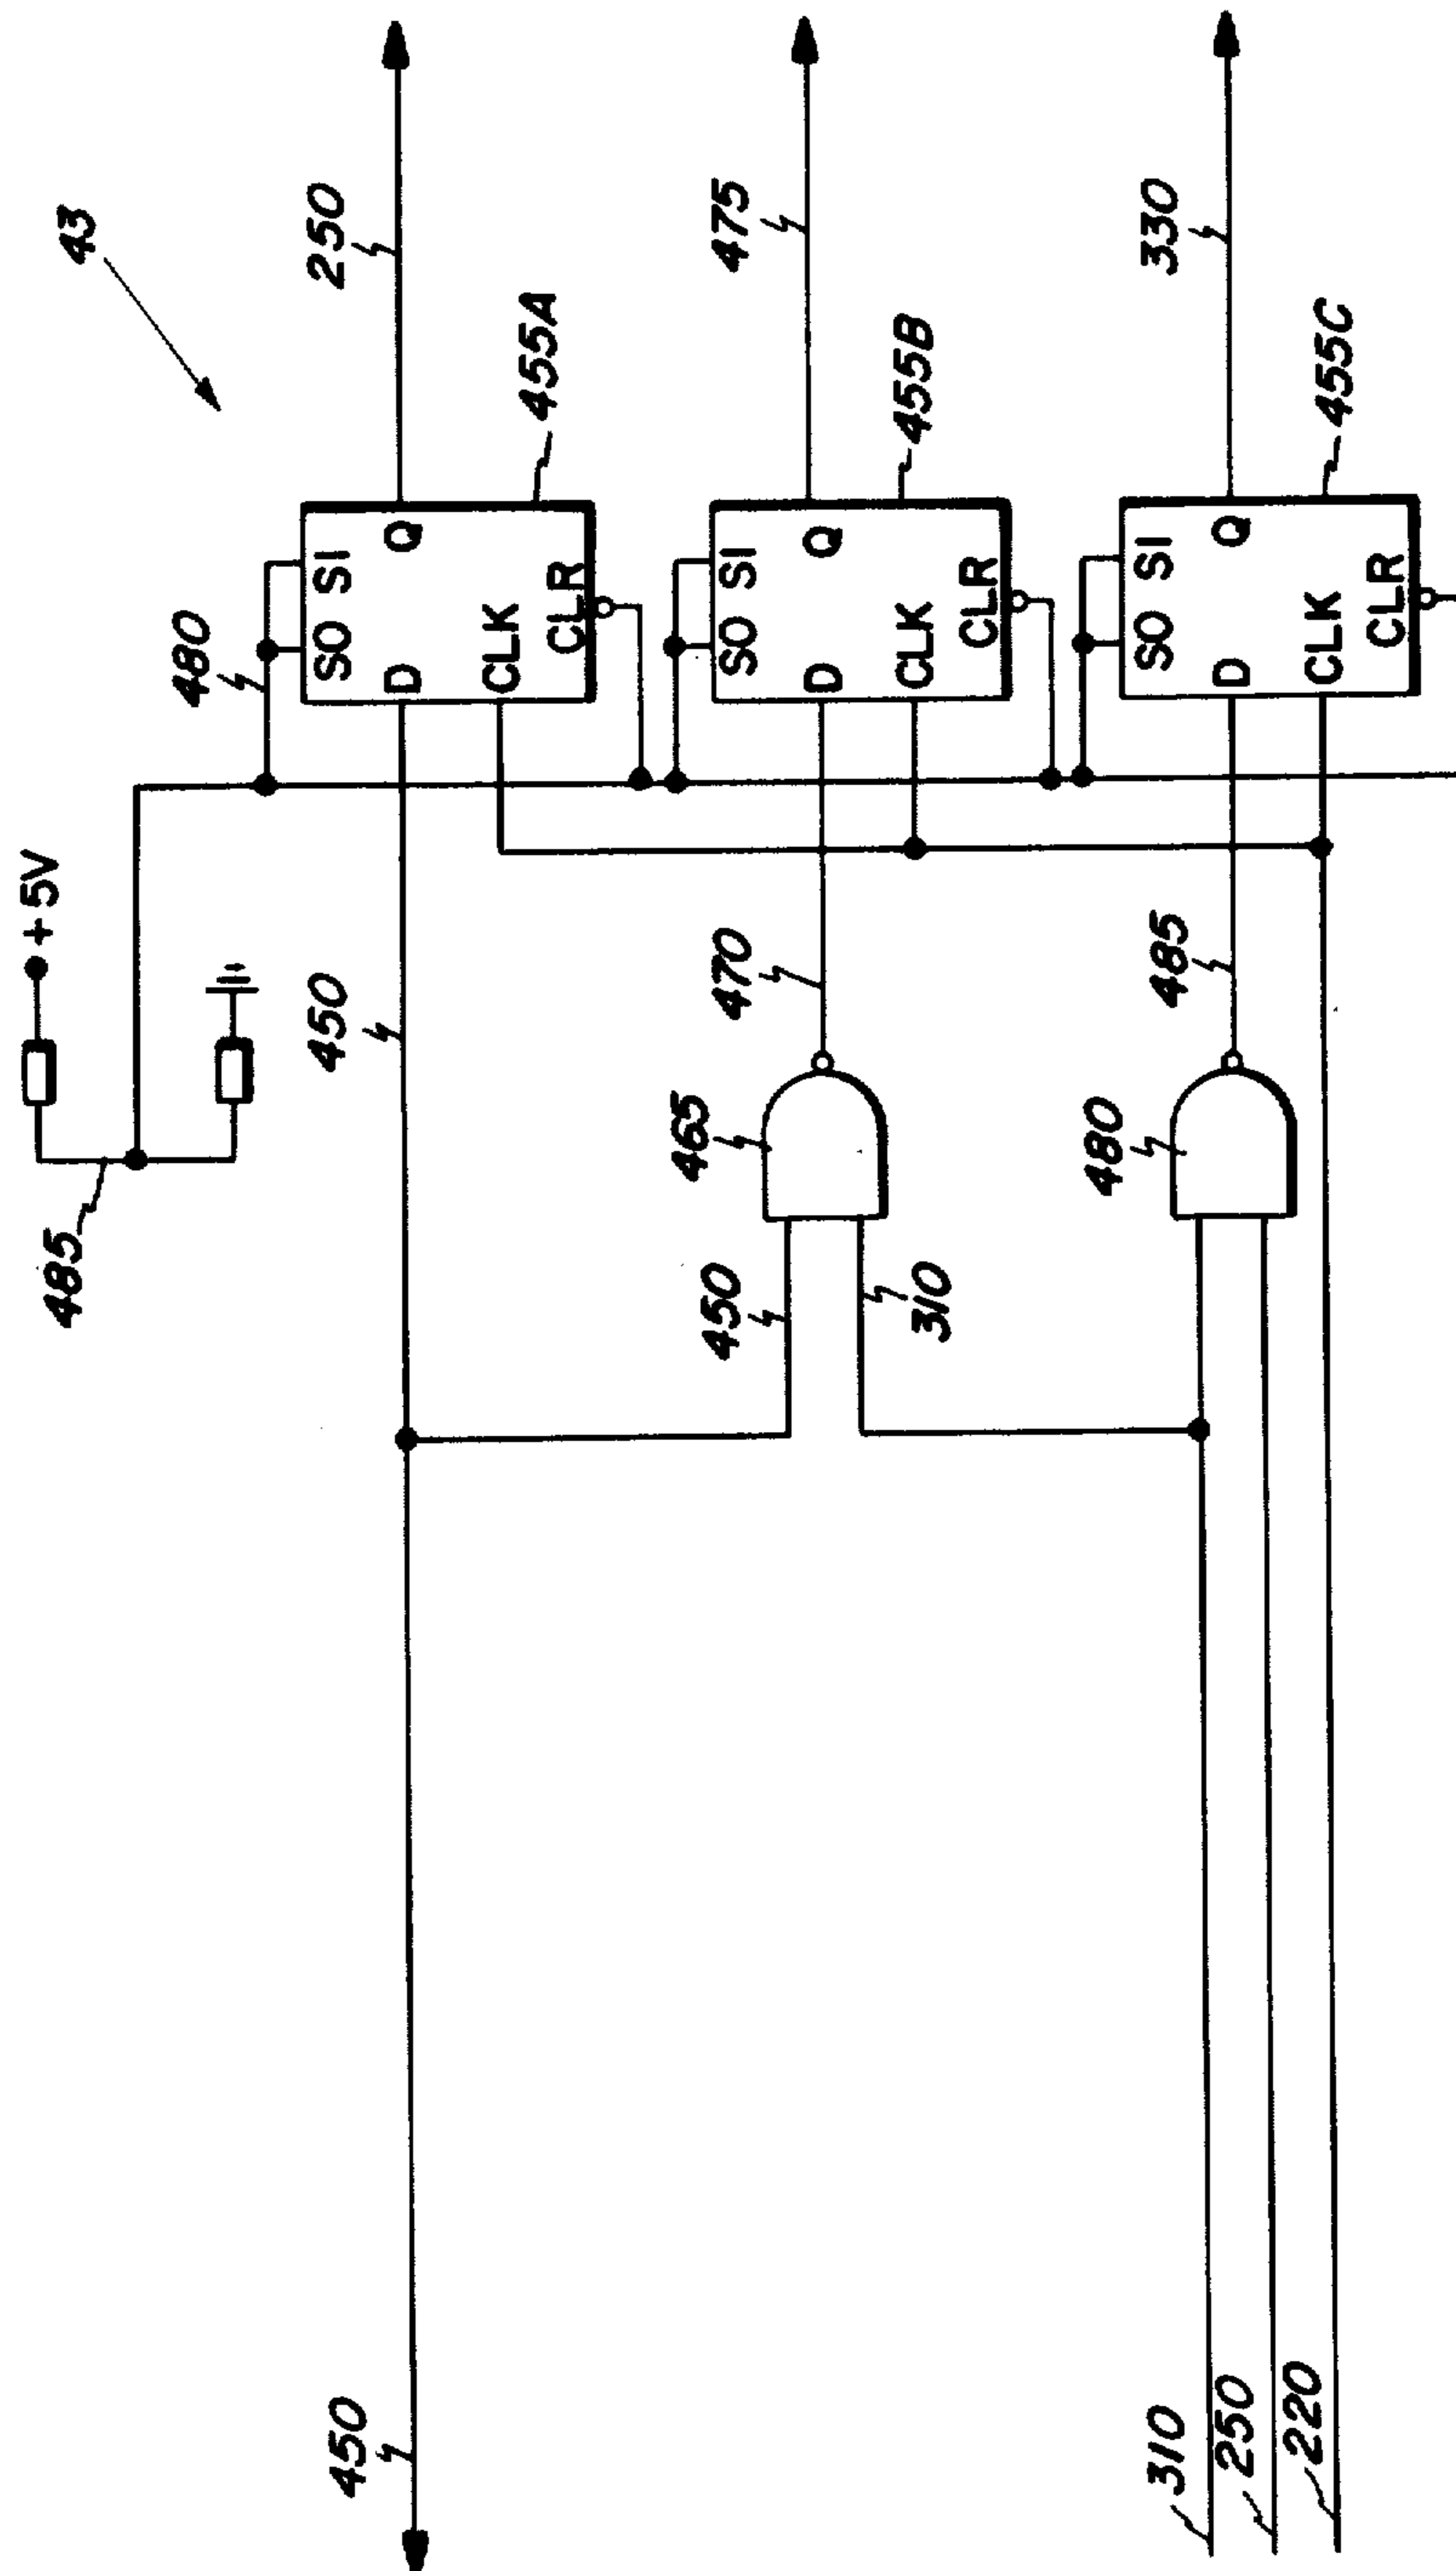 43
+5V
485
450
480
SO SI
D Q
CLK
CLR
250
455A
450
450
310
465
470
SO SI
D Q
CLK
CLR
475
455B
310
250
220
480
485
SO SI
D Q
CLK
CLR
330
455C